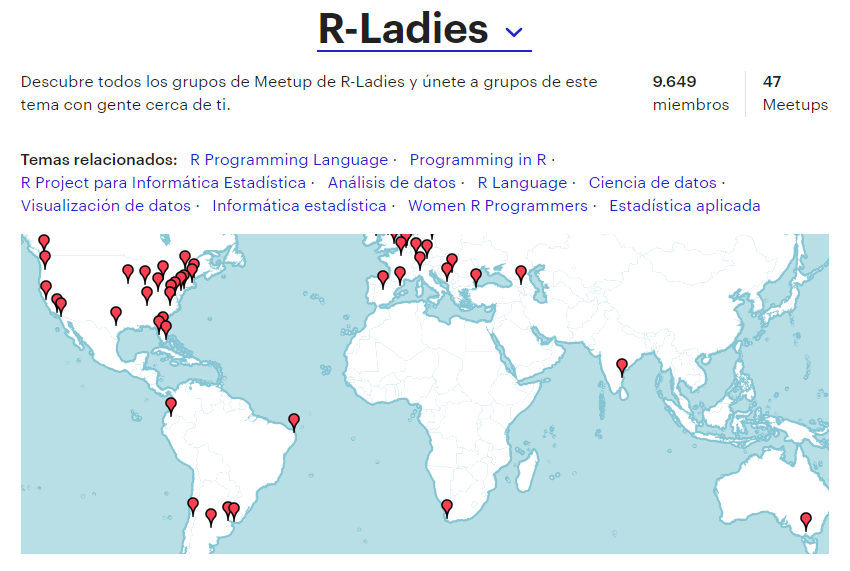 R-Ladies
Descubre todos los grupos de Meetup de R-Ladies y únete a grupos de este
tema con gente cerca de ti.
9.649
miembros
47
Meetups
Temas relacionados: R Programming Language · Programming in R ·
R Project para Informática Estadística · Análisis de datos · R Language · Ciencia de datos ·
Visualización de datos · Informática estadística · Women R Programmers · Estadística aplicada